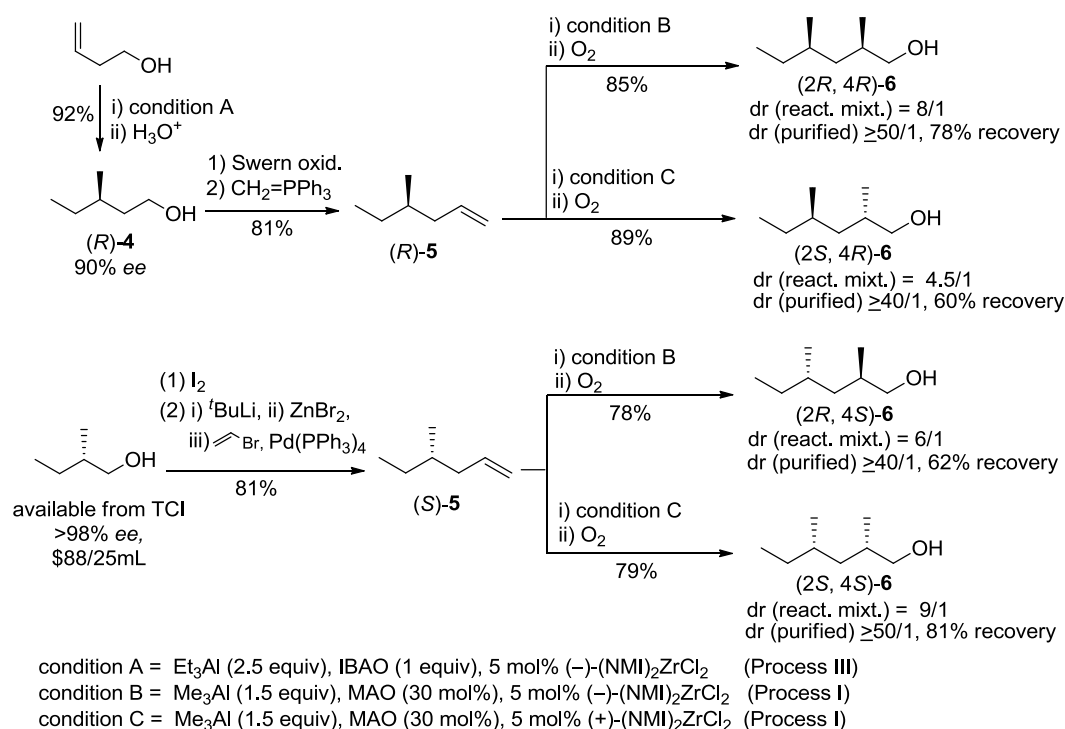 OH
92%
i) condition A
ii) H3O+
OH
(R)-4
90% ee
1) Swern oxid.
2) CH2=PPh3
81%
(R)-5
i) condition B
ii) O2
85%
OH
(2R, 4R)-6
dr (react. mixt.) = 8/1
dr (purified) ≥50/1, 78% recovery
i) condition C
ii) O2
89%
OH
(2S, 4R)-6
dr (react. mixt.) = 4.5/1
dr (purified) ≥40/1, 60% recovery
OH
available from TCI
>98% ee,
$88/25mL
(1) I2
(2) i) tBuLi, ii) ZnBr2,
iii) Br, Pd(PPh3)4
81%
(S)-5
i) condition B
ii) O2
78%
OH
(2R, 4S)-6
dr (react. mixt.) = 6/1
dr (purified) ≥40/1, 62% recovery
i) condition C
ii) O2
79%
OH
(2S, 4S)-6
dr (react. mixt.) = 9/1
dr (purified) ≥50/1, 81% recovery
condition A = Et3Al (2.5 equiv), IBAO (1 equiv), 5 mol% (–)-(NMI)2ZrCl2 (Process III)
condition B = Me3Al (1.5 equiv), MAO (30 mol%), 5 mol% (–)-(NMI)2ZrCl2 (Process I)
condition C = Me3Al (1.5 equiv), MAO (30 mol%), 5 mol% (+)-(NMI)2ZrCl2 (Process I)